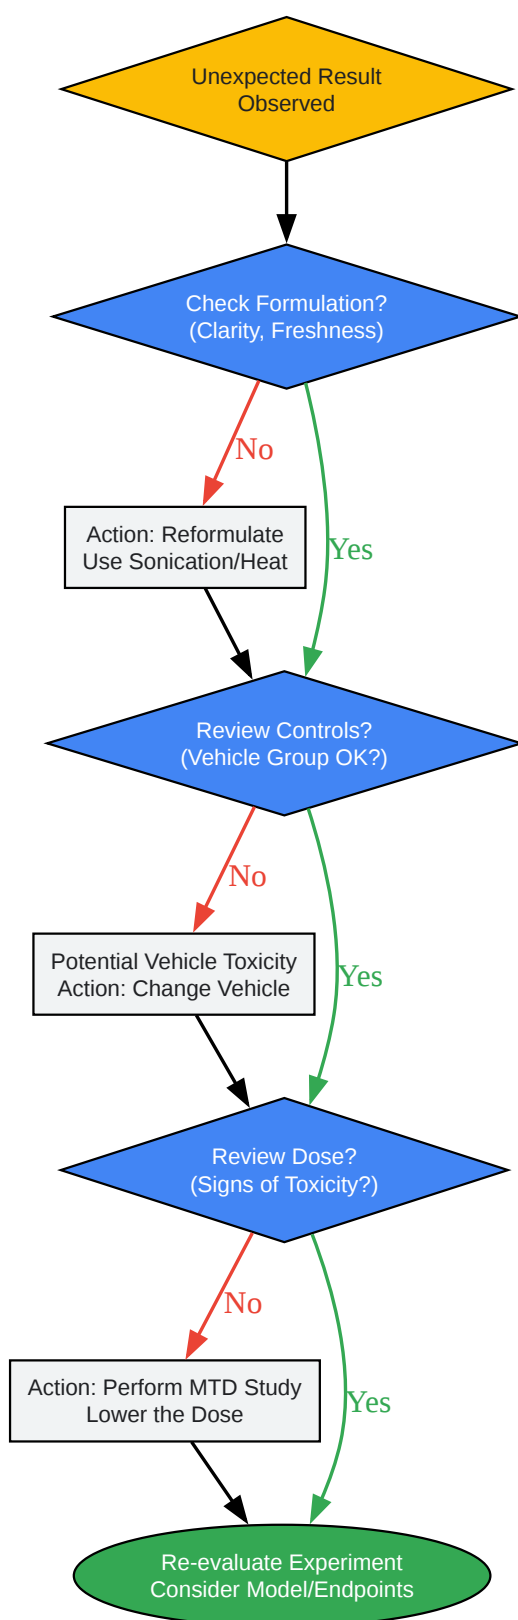 Unexpected Result
Observed
Check Formulation?
(Clarity, Freshness)
No
Action: Reformulate
Use Sonication/Heat
Yes
Review Controls?
(Vehicle Group OK?)
No
Potential Vehicle Toxicity
Action: Change Vehicle
Yes
Review Dose?
(Signs of Toxicity?)
No
Action: Perform MTD Study
Lower the Dose
Yes
Re-evaluate Experiment
Consider Model/Endpoints